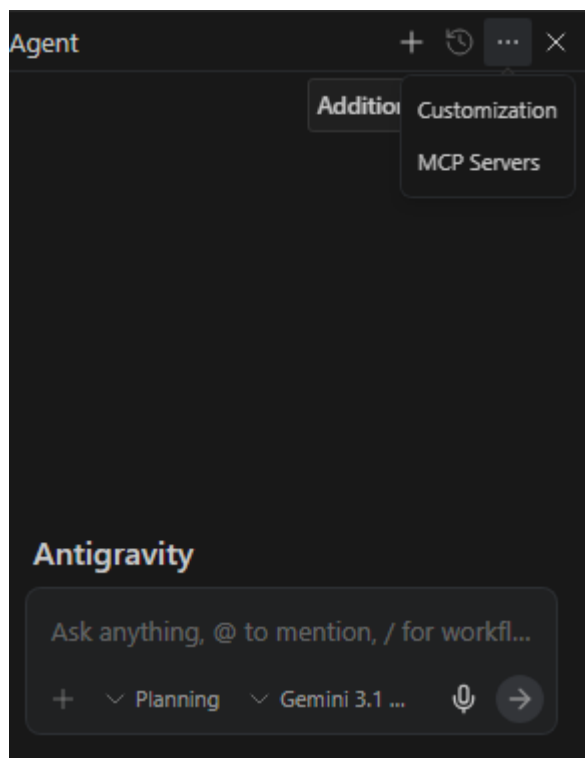 Agent
Additio
Customization
MCP Servers
Antigravity
Ask anything, @ to mention, / for workfl...
Planning
Gemini 3.1 ...